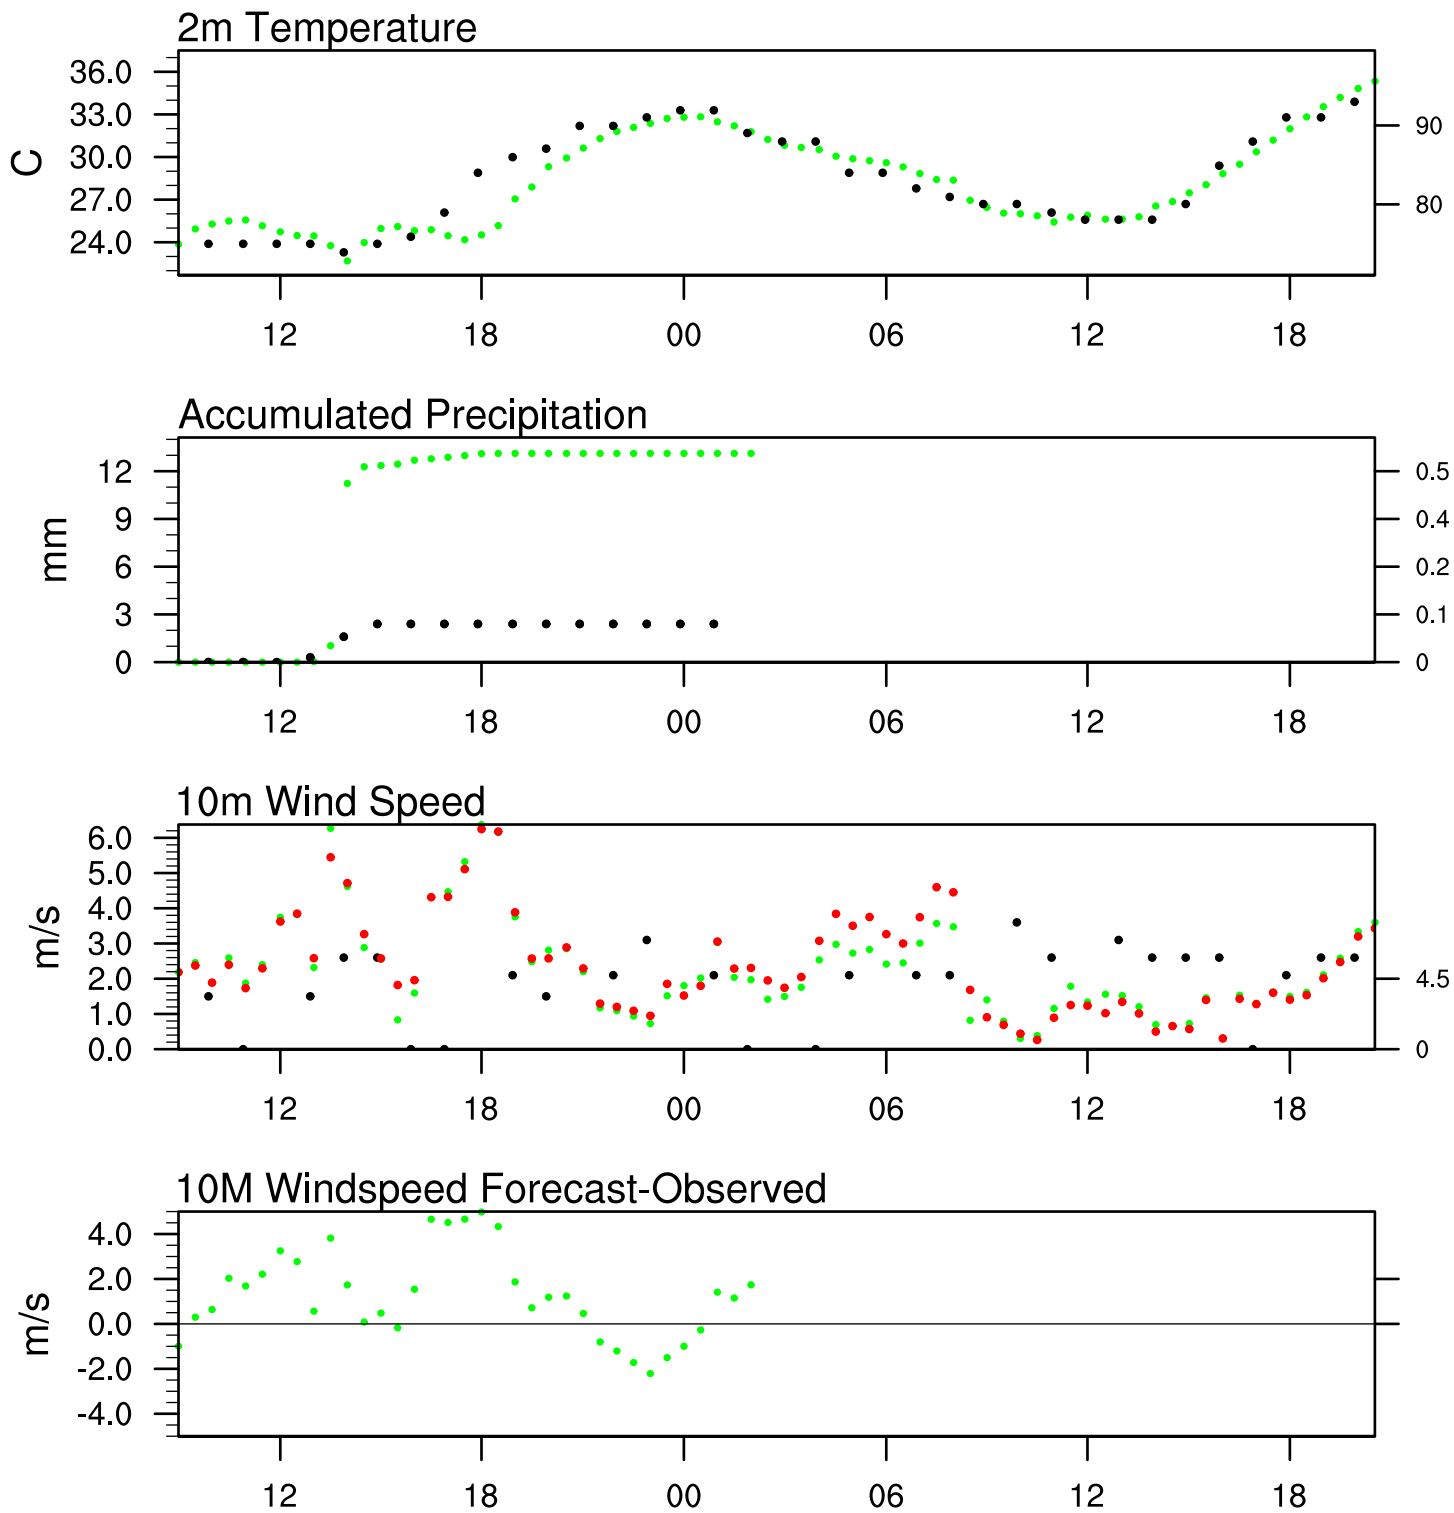 2m Temperature
36.0
33.0
30.0
27.0
24.0
C
90
80
12 18 00 06 12 18
Accumulated Precipitation
12
9
6
3
0
mm
0.5
0.4
0.2
0.1
0
12 18 00 06 12 18
10m Wind Speed
6.0
5.0
4.0
3.0
2.0
1.0
0.0
m/s
4.5
0
12 18 00 06 12 18
10M Windspeed Forecast-Observed
4.0
2.0
0.0
-2.0
-4.0
m/s
12 18 00 06 12 18